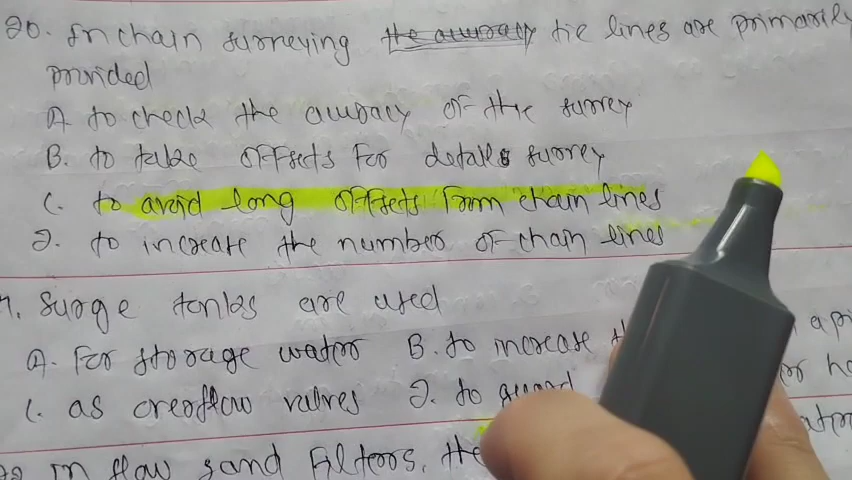 20. In chain surveying the accuracy tie lines are primarily
provided
A. to check the accuracy of the survey
B. to take offsets for details survey
C. to avoid long offsets from chain lines
D. to increase the number of chain lines
Surge tanks are used
A. For storage water B. to increase
C. as overflow valves D. to guard
In flow sand Filters, the